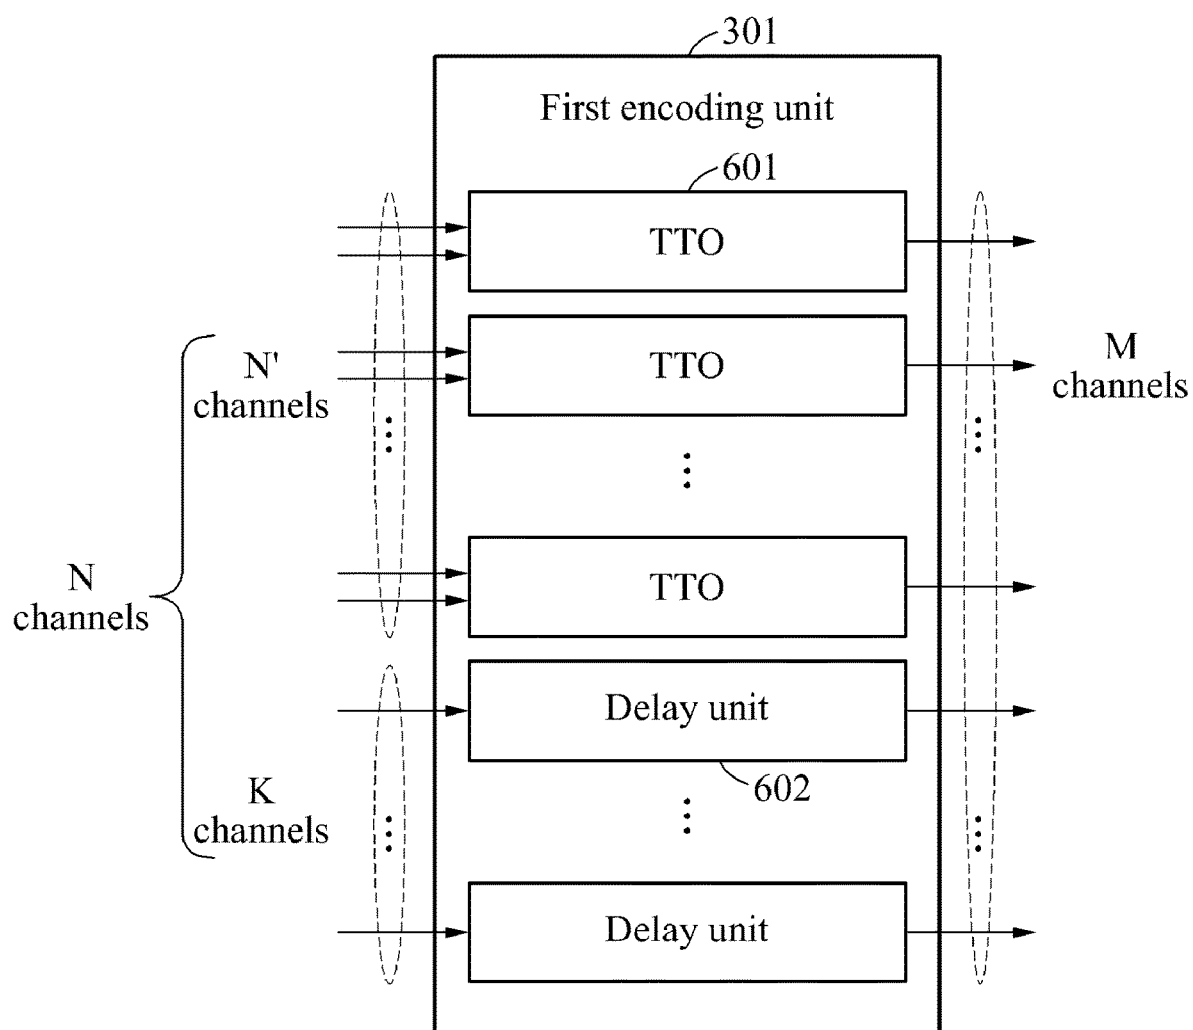 301
First encoding unit
601
TTO
N'
channels
TTO
M
channels
N
channels
TTO
Delay unit
602
K
channels
Delay unit